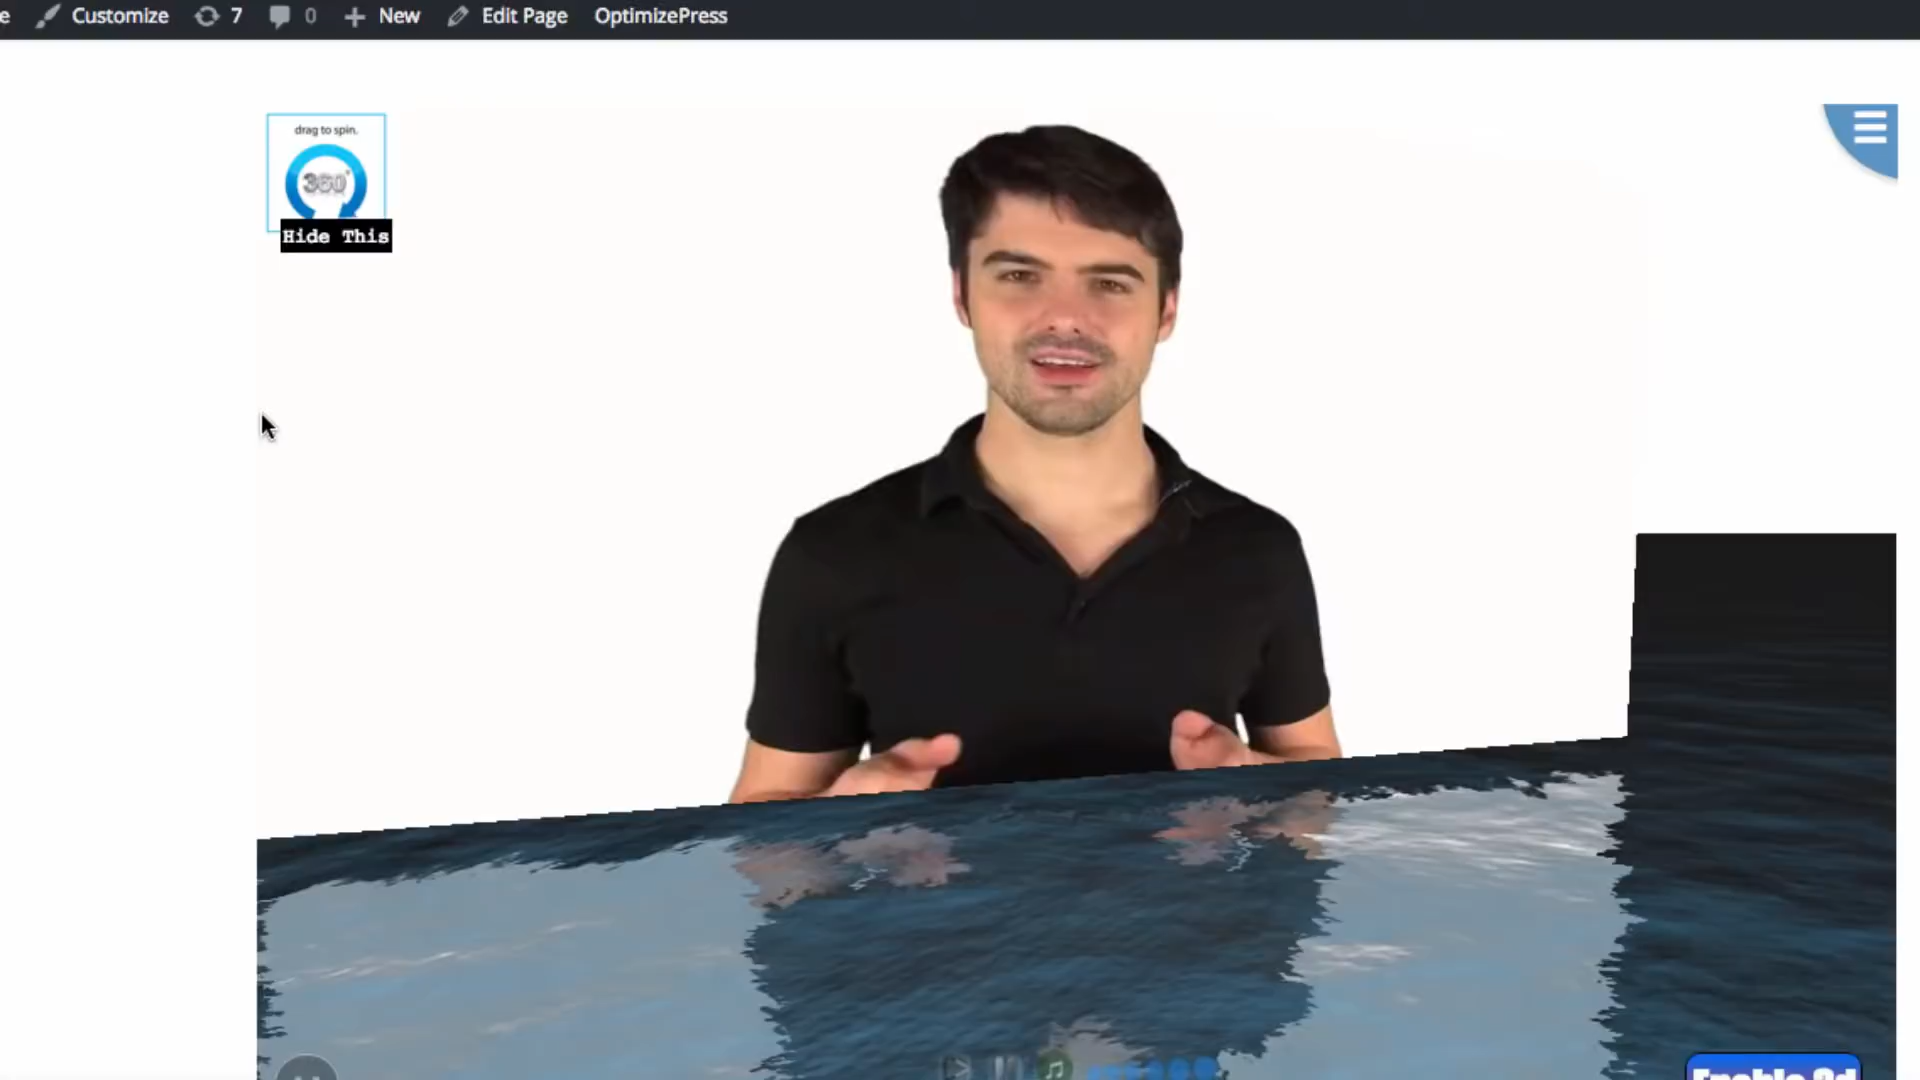 Customize 7 0 New Edit Page OptimizePress
drag to spin.
360°
Hide This